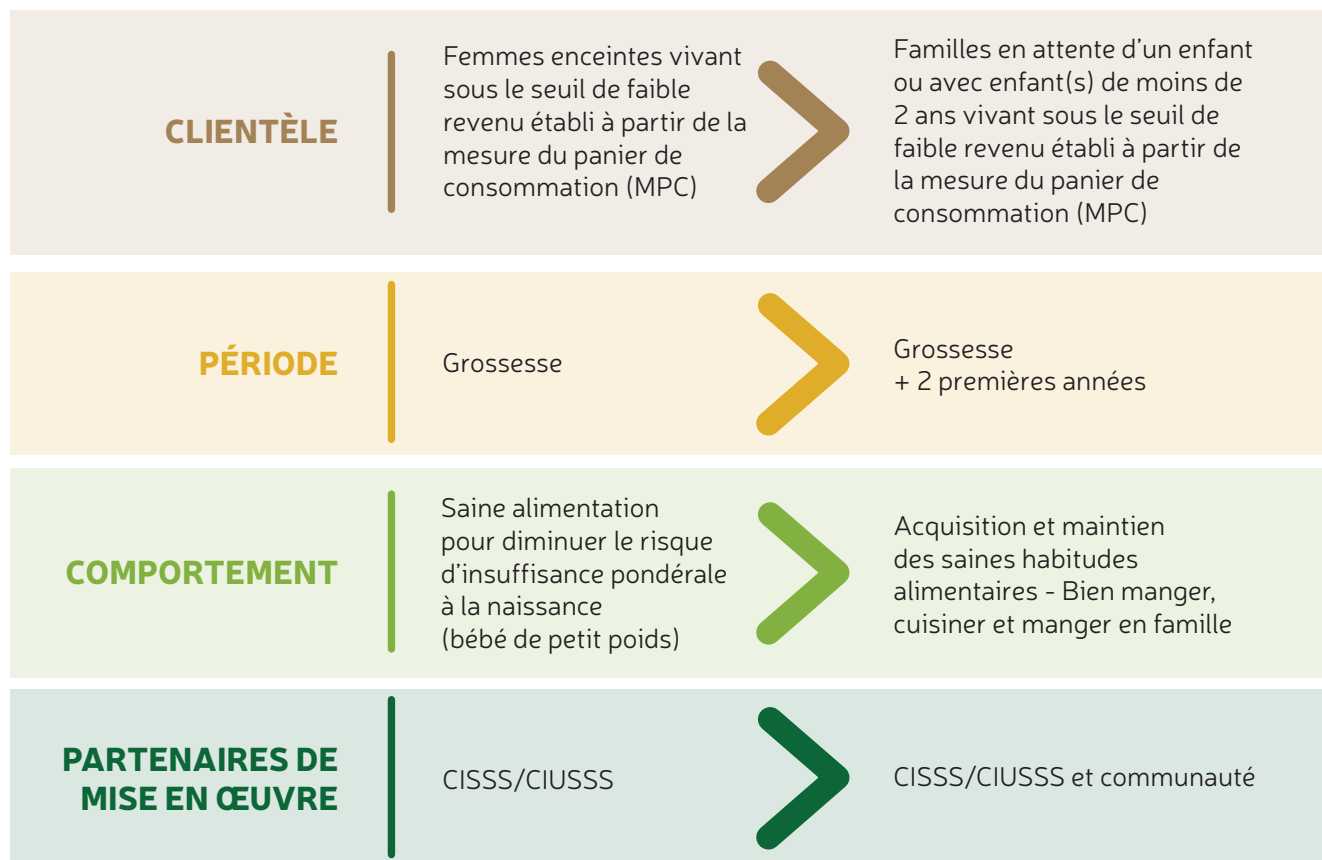 CLIENTÈLE
Femmes enceintes vivant
sous le seuil de faible
revenu établi à partir de la
mesure du panier de
consommation (MPC)
Familles en attente d’un enfant
ou avec enfant(s) de moins de
2 ans vivant sous le seuil de
faible revenu établi à partir de
la mesure du panier de
consommation (MPC)
PÉRIODE
Grossesse
Grossesse
+ 2 premières années
COMPORTEMENT
Saine alimentation
pour diminuer le risque
d’insuffisance pondérale
à la naissance
(bébé de petit poids)
Acquisition et maintien
des saines habitudes
alimentaires - Bien manger,
cuisiner et manger en famille
PARTENAIRES DE
MISE EN ŒUVRE
CISSS/CIUSSS
CISSS/CIUSSS et communauté